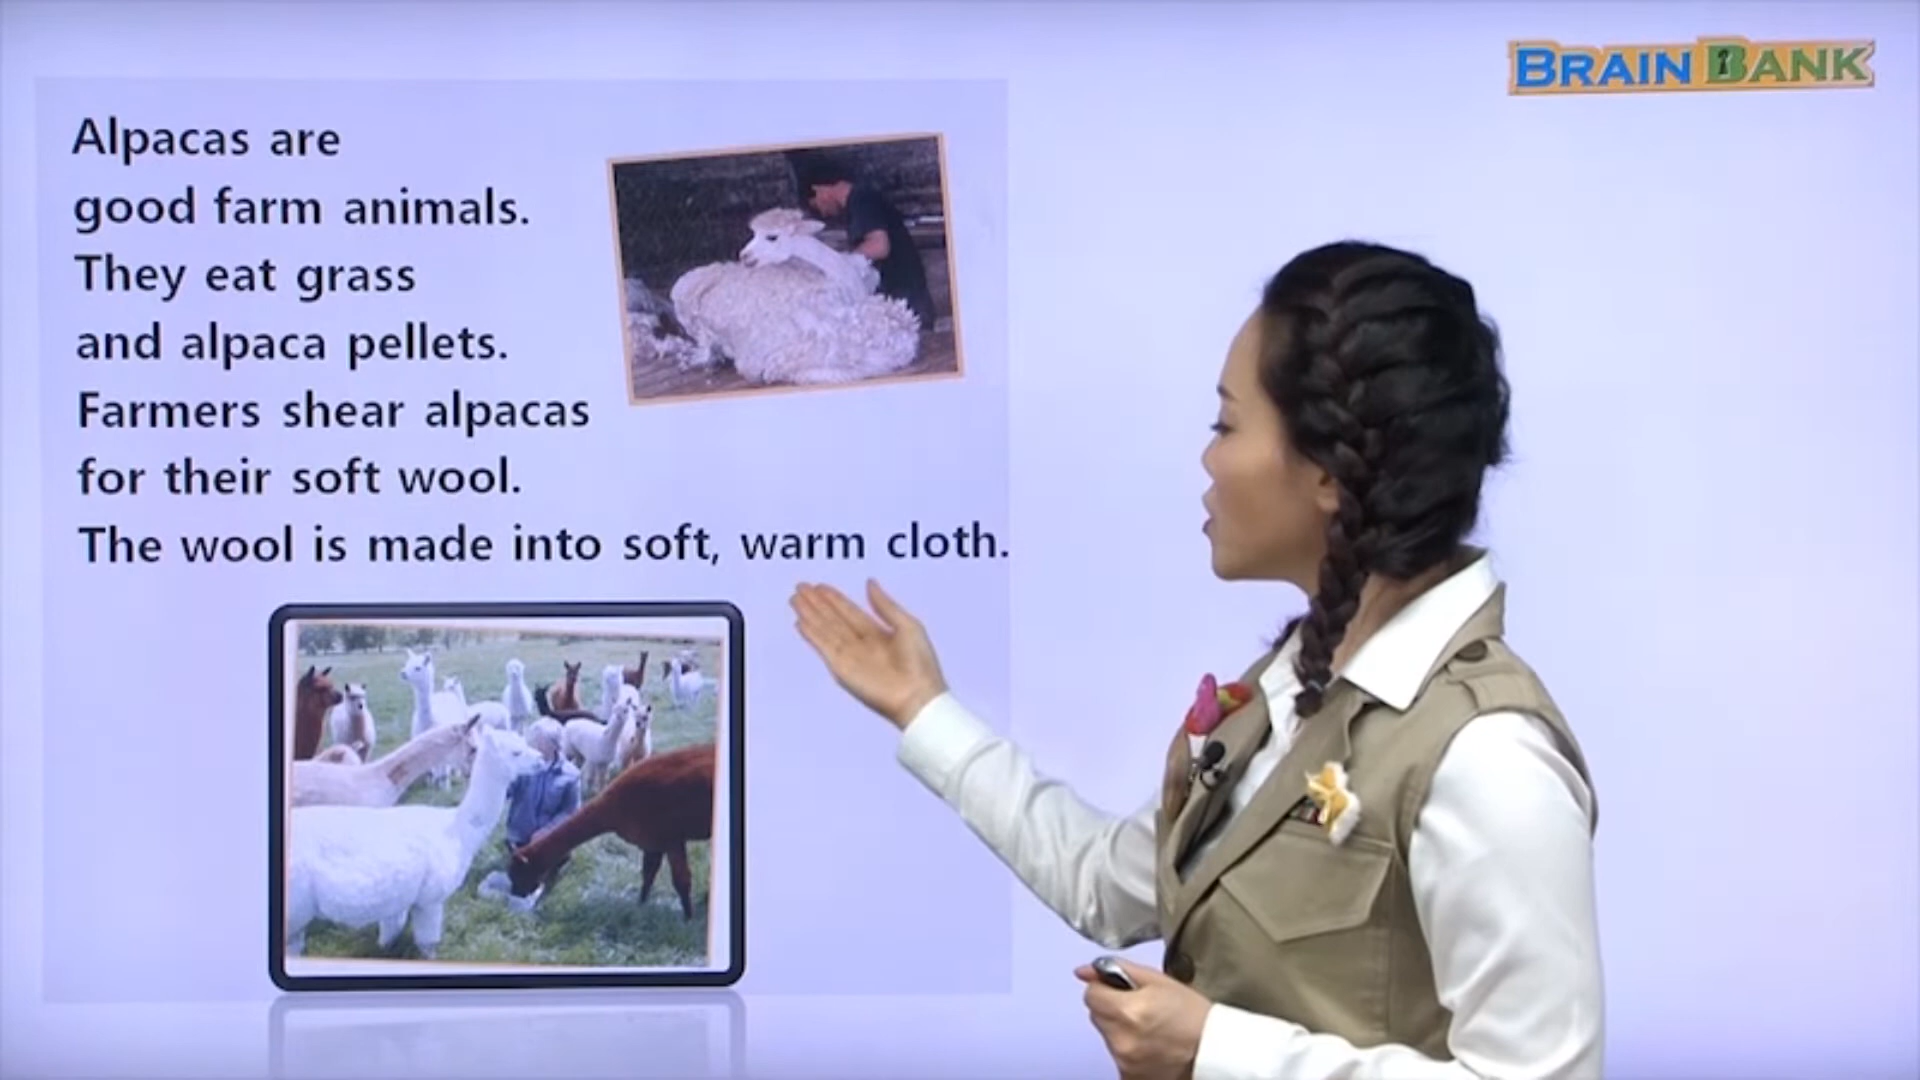 BRAIN BANK
Alpacas are
good farm animals.
They eat grass
and alpaca pellets.
Farmers shear alpacas
for their soft wool.
The wool is made into soft, warm cloth.